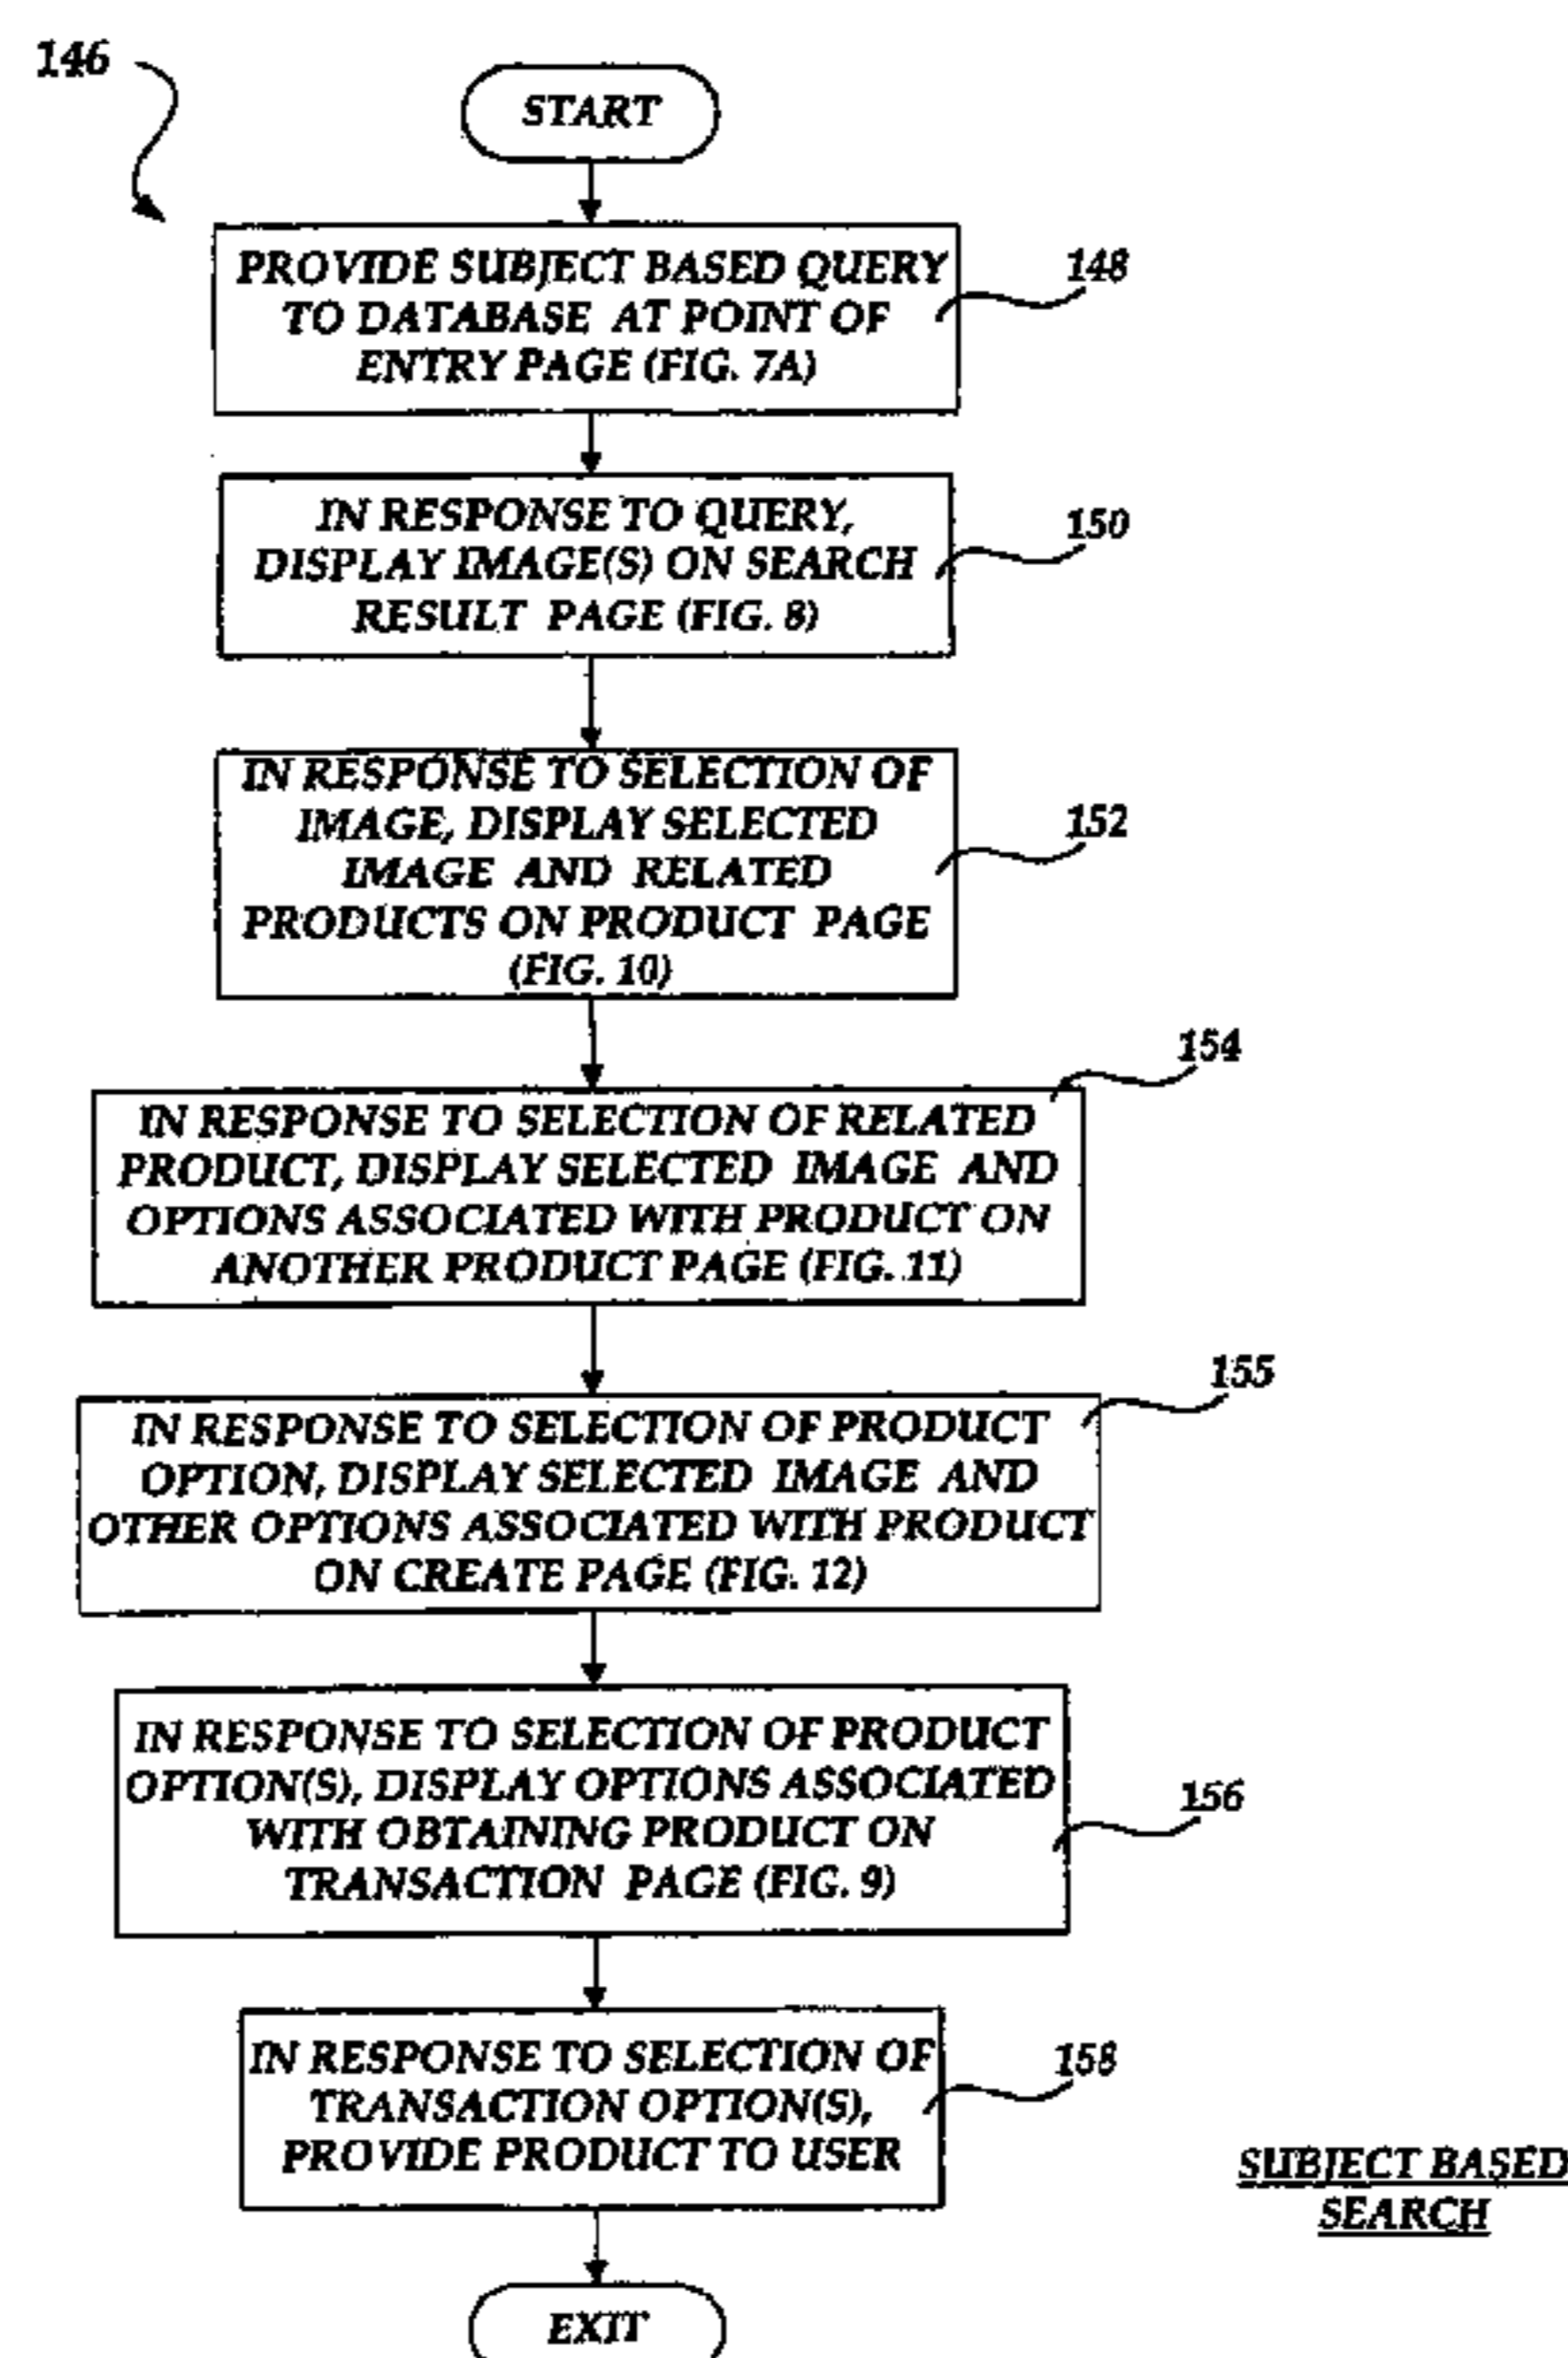 146
START
PROVIDE SUBJECT BASED QUERY
TO DATABASE AT POINT OF
ENTRY PAGE (FIG. 7A)
148
IN RESPONSE TO QUERY,
DISPLAY IMAGE(S) ON SEARCH
RESULT PAGE (FIG. 8)
150
IN RESPONSE TO SELECTION OF
IMAGE, DISPLAY SELECTED
IMAGE AND RELATED
PRODUCTS ON PRODUCT PAGE
(FIG. 10)
152
IN RESPONSE TO SELECTION OF RELATED
PRODUCT, DISPLAY SELECTED IMAGE AND
OPTIONS ASSOCIATED WITH PRODUCT ON
ANOTHER PRODUCT PAGE (FIG. 11)
154
IN RESPONSE TO SELECTION OF PRODUCT
OPTION, DISPLAY SELECTED IMAGE AND
OTHER OPTIONS ASSOCIATED WITH PRODUCT
ON CREATE PAGE (FIG. 12)
155
IN RESPONSE TO SELECTION OF PRODUCT
OPTION(S), DISPLAY OPTIONS ASSOCIATED
WITH OBTAINING PRODUCT ON
TRANSACTION PAGE (FIG. 9)
156
IN RESPONSE TO SELECTION OF
TRANSACTION OPTION(S),
PROVIDE PRODUCT TO USER
158
SUBJECT BASED
SEARCH
EXIT